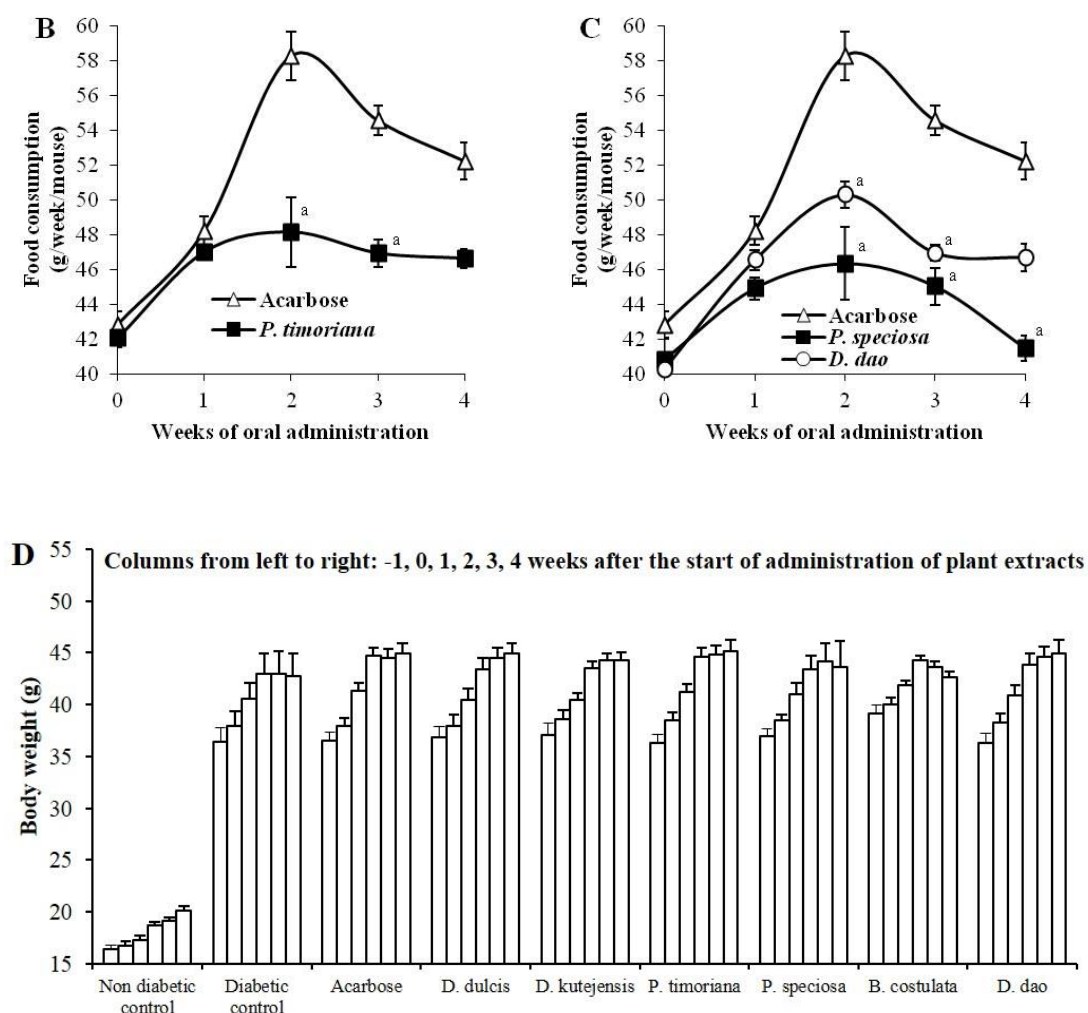 B
60
58
56
54
52
50
48
46
44
42
40
Food consumption
(g/week/mouse)
a
a
Acarbose
P. timoriana
0 1 2 3 4
Weeks of oral administration
C
60
58
56
54
52
50
48
46
44
42
40
Food consumption
(g/week/mouse)
a
a
a
a
a
Acarbose
P. speciosa
D. dao
0 1 2 3 4
Weeks of oral administration
D
Columns from left to right: -1, 0, 1, 2, 3, 4 weeks after the start of administration of plant extracts
55
50
45
40
35
30
25
20
15
Body weight (g)
Non diabetic control
Diabetic control
Acarbose
D. dulcis
D. kutejensis
P. timoriana
P. speciosa
B. costulata
D. dao